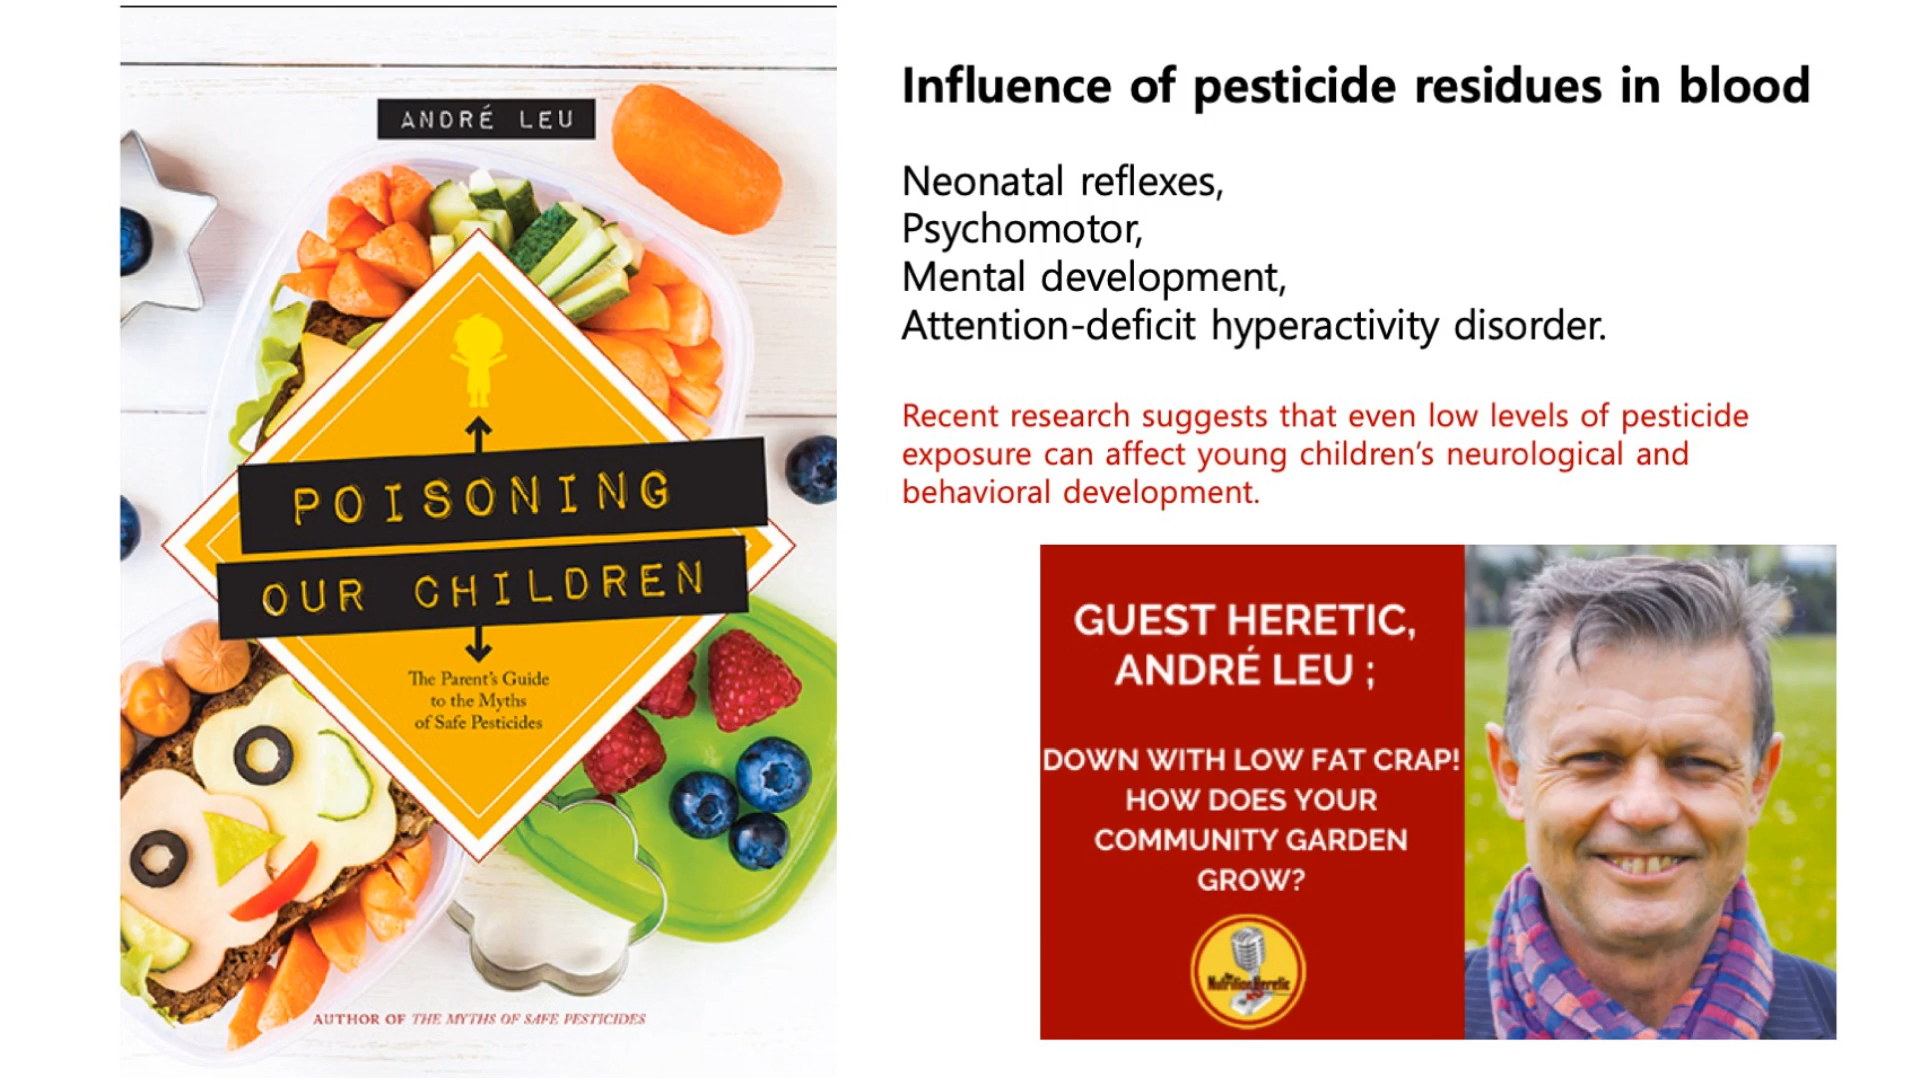 ANDRÉ LEU
POISONING
OUR CHILDREN
The Parent's Guide
to the Myths
of Safe Pesticides
AUTHOR OF THE MYTHS OF SAFE PESTICIDES
Influence of pesticide residues in blood
Neonatal reflexes,
Psychomotor,
Mental development,
Attention-deficit hyperactivity disorder.
Recent research suggests that even low levels of pesticide
exposure can affect young children's neurological and
behavioral development.
GUEST HERETIC,
ANDRÉ LEU ;
DOWN WITH LOW FAT CRAP!
HOW DOES YOUR
COMMUNITY GARDEN
GROW?
The
Nutrition Heretic